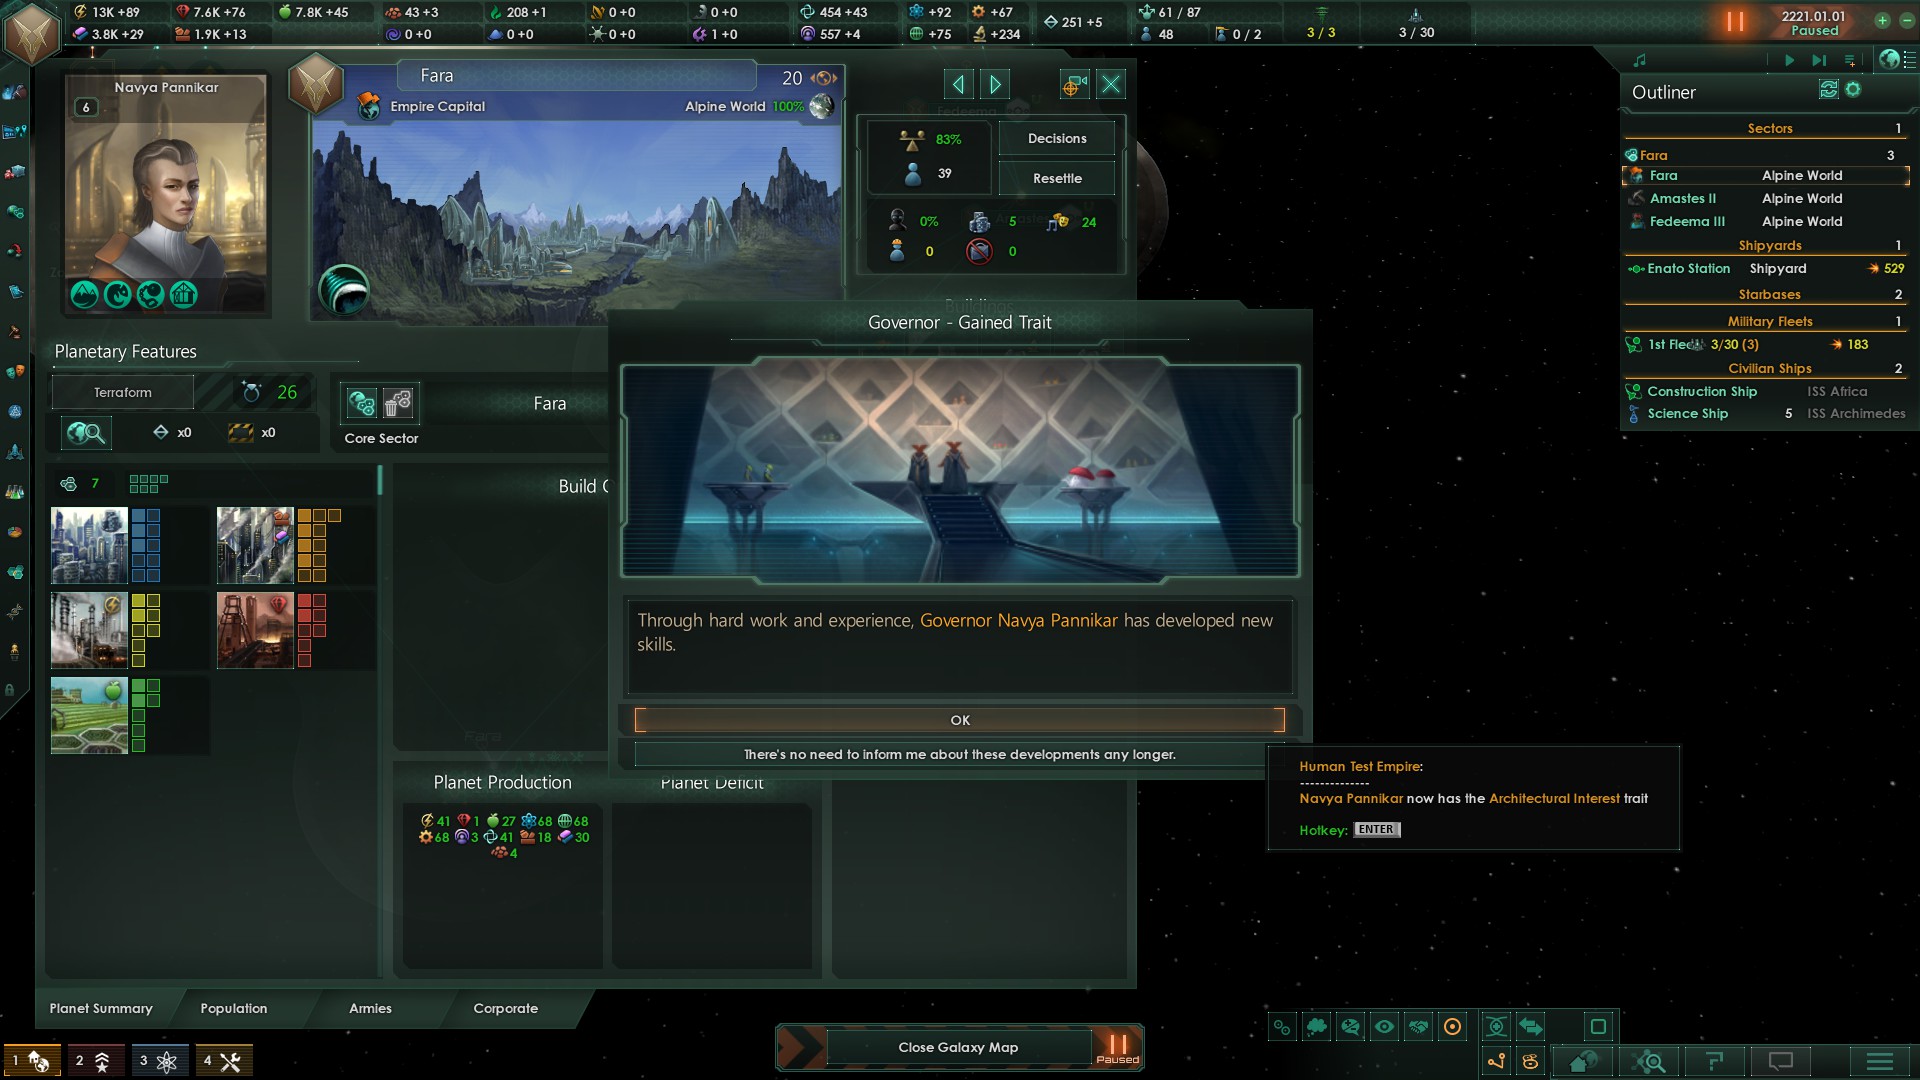 13K +89 7.6K +76 7.8K +45 43 +3 208 +1 0 +0 0 +0 454 +43 +92 +67 251 +5 61 / 87 3 / 3 3 / 30 2221.01.01
3.8K +29 1.9K +13 0 +0 0 +0 0 +0 1 +0 557 +4 +75 +234 48 0 / 2 Paused
Navya Pannikar
6
Fara
20
Empire Capital
Alpine World 100%
83%
39
Decisions
Resettle
0% 5 24
0 0
Planetary Features
Terraform
26
x0 x0
Core Sector
Fara
7
Build
Planet Production
Planet Deficit
41 1 27 68 68
68 3 41 18 30
4
Planet Summary
Population
Armies
Corporate
1 2 3 4
Governor - Gained Trait
Through hard work and experience, Governor Navya Pannikar has developed new
skills.
OK
There's no need to inform me about these developments any longer.
Human Test Empire:
--------------
Navya Pannikar now has the Architectural Interest trait
Hotkey: ENTER
Close Galaxy Map
Paused
Outliner
Sectors 1
Fara 3
Fara Alpine World
Amastes II Alpine World
Fedeema III Alpine World
Shipyards 1
Enato Station Shipyard 529
Starbases 2
Military Fleets 1
1st Flee 3/30 (3) 183
Civilian Ships 2
Construction Ship ISS Africa
Science Ship 5 ISS Archimedes